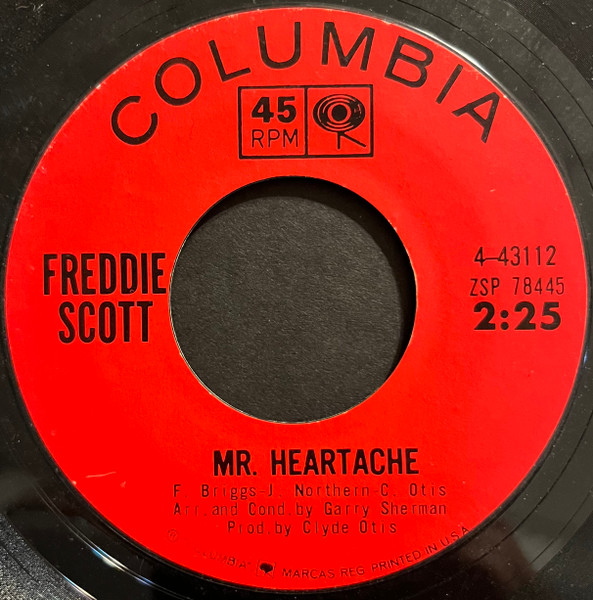 COLUMBIA
45
RPM
FREDDIE
SCOTT
4-43112
ZSP 78445
2:25
MR. HEARTACHE
F. Briggs-J. Northern-C. Otis
Arr. and Cond. by Garry Sherman
Prod. by Clyde Otis
MARCAS REG. PRINTED IN U.S.A.